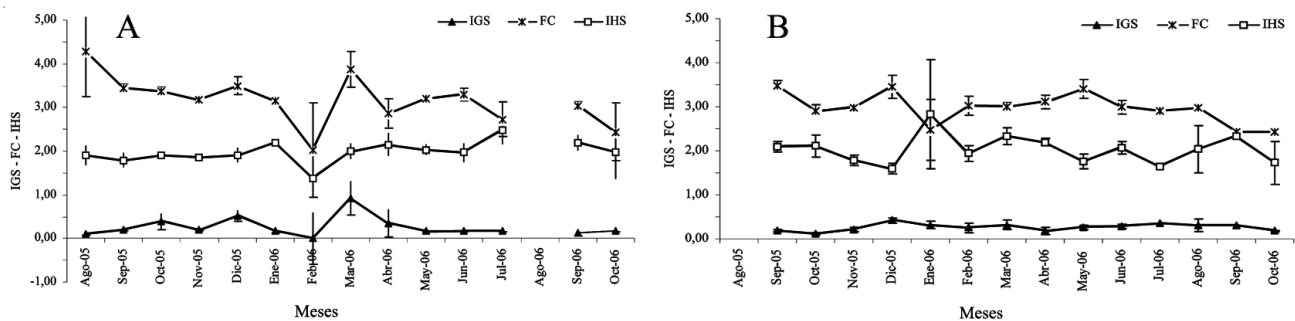 A
IGS FC IHS
5,00
4,00
3,00
2,00
1,00
0,00
-1,00
IGS - FC - IHS
Ago-05
Sep-05
Oct-05
Nov-05
Dic-05
Ene-06
Feb-06
Mar-06
Abr-06
May-06
Jun-06
Jul-06
Ago-06
Sep-06
Oct-06
Meses
B
IGS FC IHS
5,00
4,00
3,00
2,00
1,00
0,00
IGS - FC - IHS
Ago-05
Sep-05
Oct-05
Nov-05
Dic-05
Ene-06
Feb-06
Mar-06
Abr-06
May-06
Jun-06
Jul-06
Ago-06
Sep-06
Oct-06
Meses